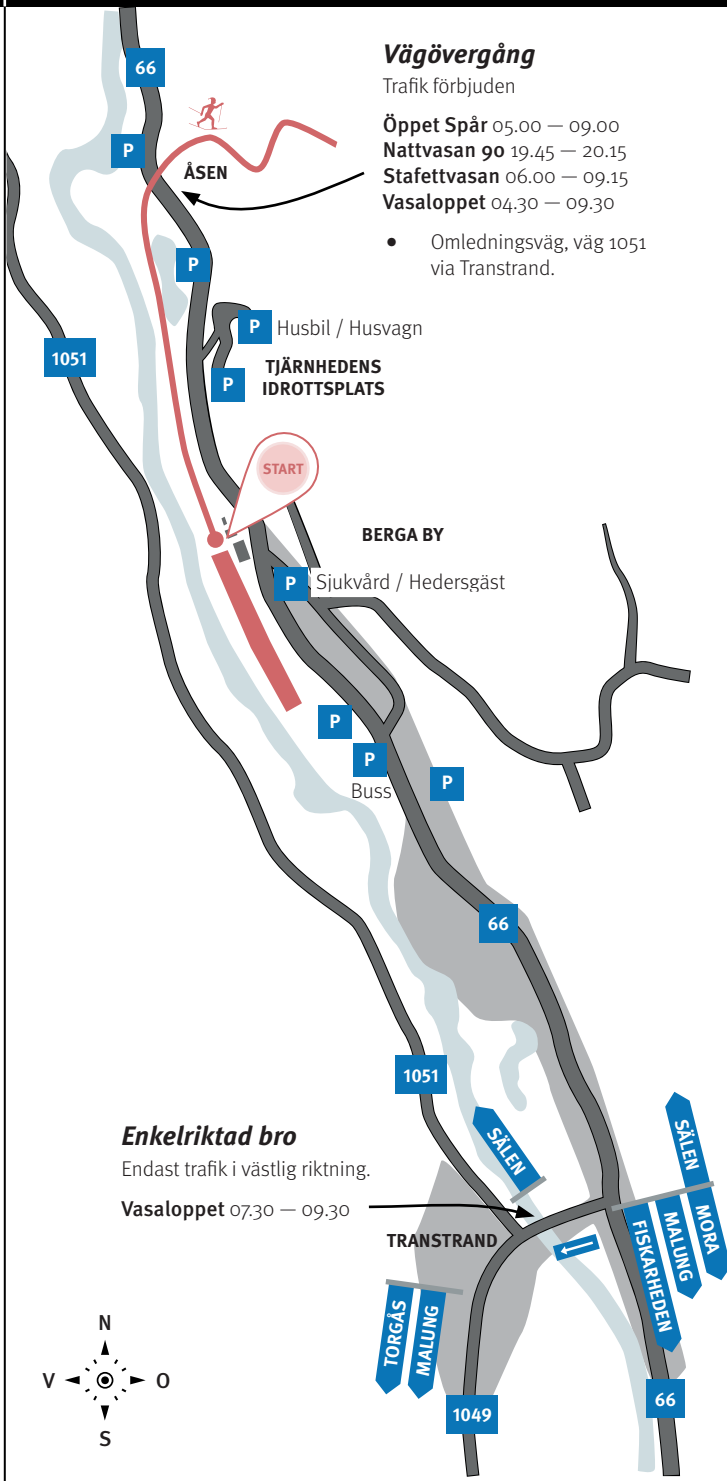 Vägövergång
Trafik förbjuden
Öppet Spår 05.00 — 09.00
Nattvasan 90 19.45 — 20.15
Stafettvasan 06.00 — 09.15
Vasaloppet 04.30 — 09.30
• Omledningsväg, väg 1051
via Transtrand.
66
P
ÅSEN
P
P Husbil / Husvagn
1051
TJÄRNHEDENS
IDROTTSPLATS
P
START
BERGA BY
P Sjukvård / Hedersgäst
P
P
Buss
P
66
1051
Enkelriktad bro
Endast trafik i västlig riktning.
Vasaloppet 07.30 — 09.30
SÄLEN
SÄLEN
MORA
MALUNG
FISKARHEDEN
TRANSTRAND
TORGÅS
MALUNG
N
V O
S
1049
66